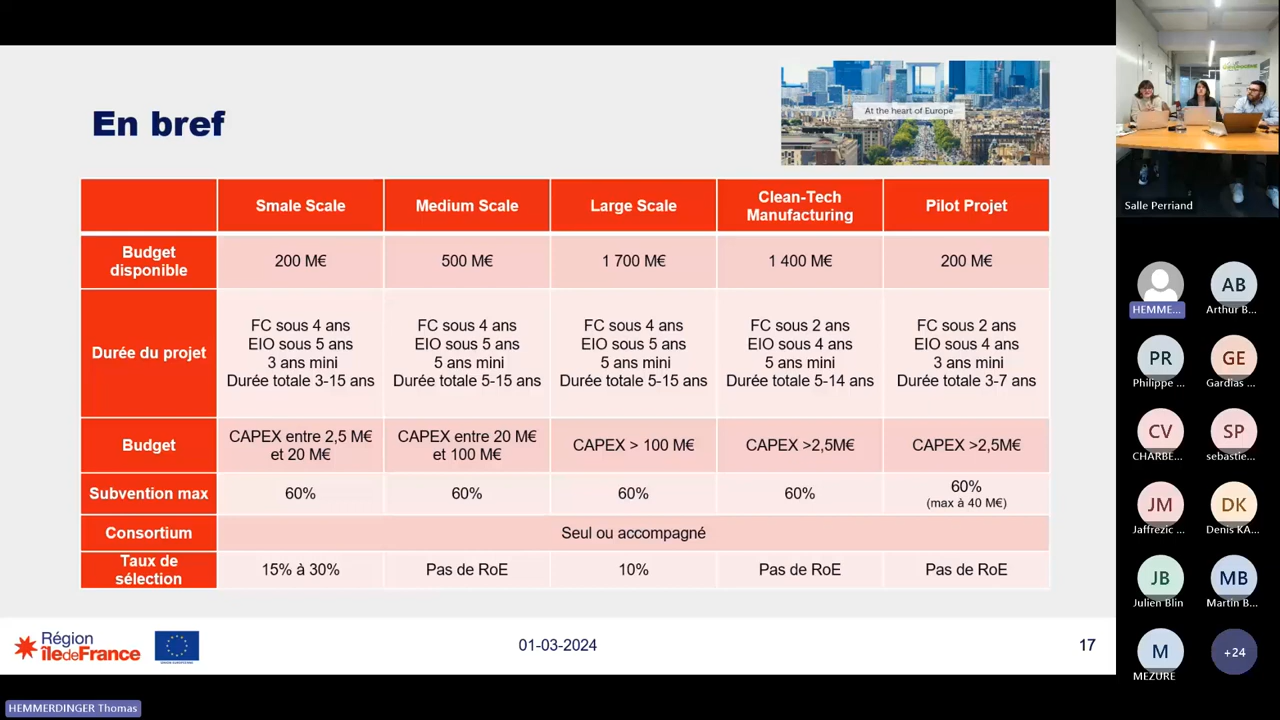 En bref
At the heart of Europe
Smale Scale
Medium Scale
Large Scale
Clean-Tech
Manufacturing
Pilot Projet
Budget
disponible
200 M€
500 M€
1 700 M€
1 400 M€
200 M€
Durée du projet
FC sous 4 ans
EIO sous 5 ans
3 ans mini
Durée totale 3-15 ans
FC sous 4 ans
EIO sous 5 ans
5 ans mini
Durée totale 5-15 ans
FC sous 4 ans
EIO sous 5 ans
5 ans mini
Durée totale 5-15 ans
FC sous 2 ans
EIO sous 4 ans
5 ans mini
Durée totale 5-14 ans
FC sous 2 ans
EIO sous 4 ans
3 ans mini
Durée totale 3-7 ans
Budget
CAPEX entre 2,5 M€
et 20 M€
CAPEX entre 20 M€
et 100 M€
CAPEX > 100 M€
CAPEX >2,5M€
CAPEX >2,5M€
Subvention max
60%
60%
60%
60%
60%
(max à 40 M€)
Consortium
Seul ou accompagné
Taux de
sélection
15% à 30%
Pas de RoE
10%
Pas de RoE
Pas de RoE
Région
îledeFrance
UNION EUROPÉENNE
01-03-2024
17
HEMMERDINGER Thomas
Salle Perriand
HEMME...
AB
Arthur B...
PR
Philippe ...
GE
Gardias ...
CV
CHARBE...
SP
sebastie...
JM
Jaffrezic ...
DK
Denis KA...
JB
Julien Blin
MB
Martin B...
M
MEZURE
+24